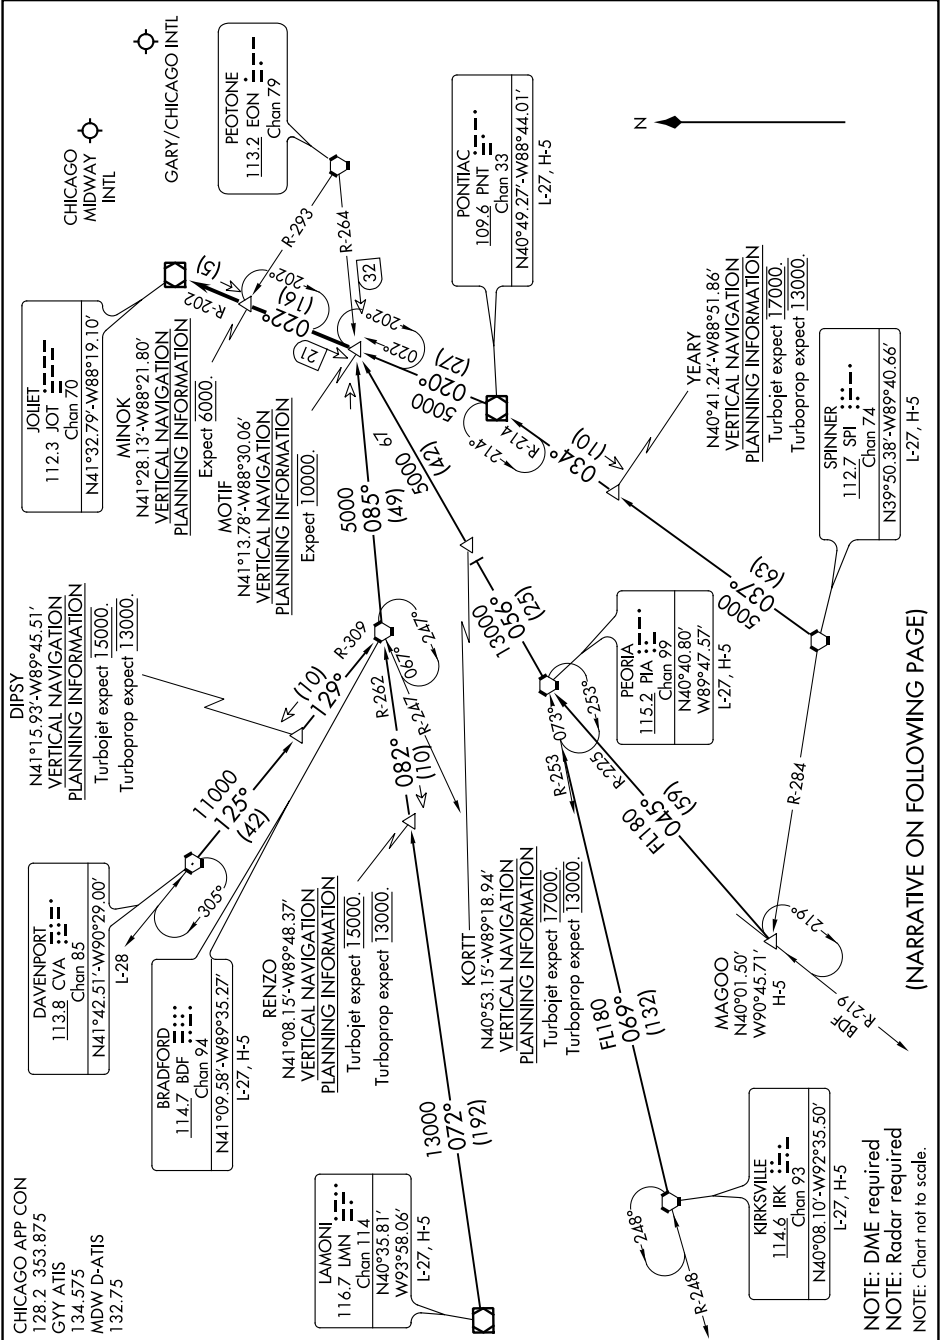 CHICAGO APP CON
128.2 353.875
GYY ATIS
134.575
MDW D-ATIS
132.75
DAVENPORT
113.8 CVA
Chan 85
N41°42.51'-W90°29.00'
L-28
305°
11000
125°
(42)
DIPSY
N41°15.93'-W89°45.51'
VERTICAL NAVIGATION
PLANNING INFORMATION
Turbojet expect 15000.
Turboprop expect 13000.
(10)
129°
R-309
BRADFORD
114.7 BDF
Chan 94
N41°09.58'-W89°35.27'
L-27, H-5
R-262
R-247
067°
247°
082°
(10)
RENZO
N41°08.15'-W89°48.37'
VERTICAL NAVIGATION
PLANNING INFORMATION
Turbojet expect 15000.
Turboprop expect 13000.
LAMONI
116.7 LMN
Chan 114
N40°35.81'
W93°58.06'
L-27, H-5
13000
072°
(192)
JOLIET
112.3 JOT
Chan 70
N41°32.79'-W88°19.10'
MINOK
N41°28.13'-W88°21.80'
VERTICAL NAVIGATION
PLANNING INFORMATION
Expect 6000.
MOTIF
N41°13.78'-W88°30.06'
VERTICAL NAVIGATION
PLANNING INFORMATION
Expect 10000.
5000
085°
(49)
CHICAGO
MIDWAY
INTL
GARY/CHICAGO INTL
PEOTONE
113.2 EON
Chan 79
R-293
R-264
R-202
(5)
202°
022°
(16)
21
32
202°
022°
020°
(27)
5000
PONTIAC
109.6 PNT
Chan 33
N40°49.27'-W88°44.01'
L-27, H-5
N
R-214
214°
034°
(10)
YEARY
N40°41.24'-W88°51.86'
VERTICAL NAVIGATION
PLANNING INFORMATION
Turbojet expect 17000.
Turboprop expect 13000.
5000
037°
(63)
SPINNER
112.7 SPI
Chan 74
N39°50.38'-W89°40.66'
L-27, H-5
5000
67
(42)
KORTT
N40°53.15'-W89°18.94'
VERTICAL NAVIGATION
PLANNING INFORMATION
Turbojet expect 17000.
Turboprop expect 13000.
13000
056°
(25)
PEORIA
115.2 PIA
Chan 99
N40°40.80'
W89°47.57'
L-27, H-5
R-253
073°
253°
R-225
FL180
045°
(59)
R-284
FL180
069°
(132)
MAGOO
N40°01.50'
W90°45.71'
H-5
219°
R-219
BDF
KIRKSVILLE
114.6 IRK
Chan 93
N40°08.10'-W92°35.50'
L-27, H-5
248°
R-248
NOTE: DME required
NOTE: Radar required
NOTE: Chart not to scale.
(NARRATIVE ON FOLLOWING PAGE)